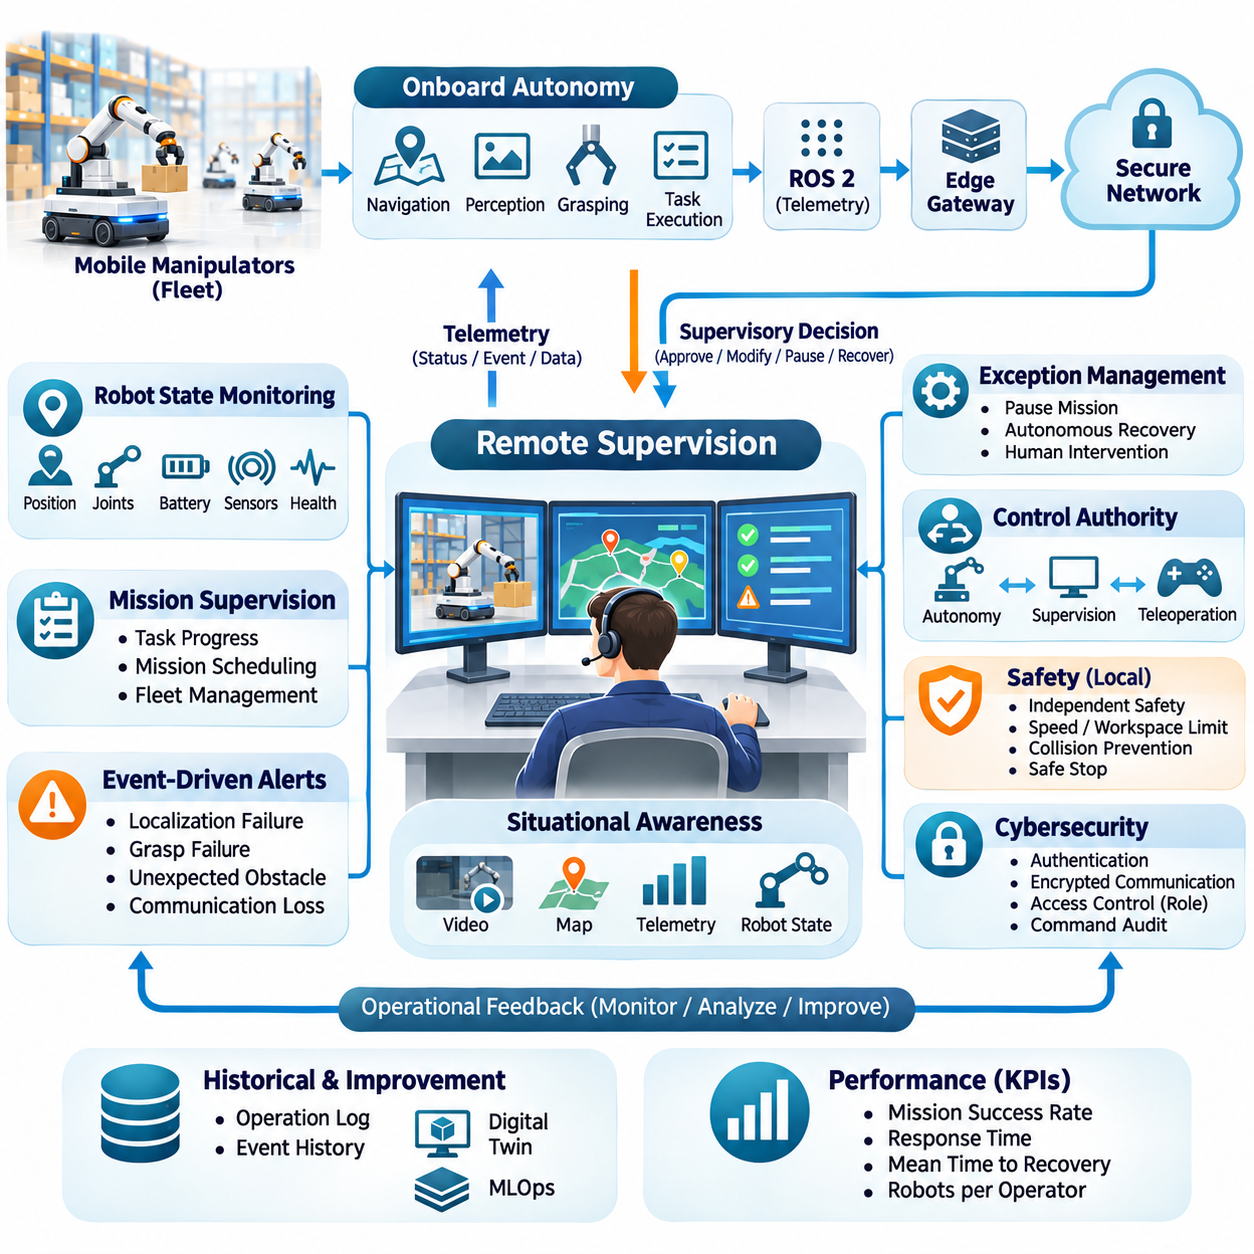 Onboard Autonomy
Navigation
Perception
Grasping
Task
Execution
ROS 2
(Telemetry)
Edge
Gateway
Secure
Network
Mobile Manipulators
(Fleet)
Telemetry
(Status / Event / Data)
Supervisory Decision
(Approve / Modify / Pause / Recover)
Robot State Monitoring
Position
Joints
Battery
Sensors
Health
Mission Supervision
• Task Progress
• Mission Scheduling
• Fleet Management
Event-Driven Alerts
• Localization Failure
• Grasp Failure
• Unexpected Obstacle
• Communication Loss
Remote Supervision
Situational Awareness
Video
Map
Telemetry
Robot State
Exception Management
• Pause Mission
• Autonomous Recovery
• Human Intervention
Control Authority
Autonomy
Supervision
Teleoperation
Safety (Local)
• Independent Safety
• Speed / Workspace Limit
• Collision Prevention
• Safe Stop
Cybersecurity
• Authentication
• Encrypted Communication
• Access Control (Role)
• Command Audit
Operational Feedback (Monitor / Analyze / Improve)
Historical & Improvement
• Operation Log
• Event History
Digital
Twin
MLOps
Performance (KPIs)
• Mission Success Rate
• Response Time
• Mean Time to Recovery
• Robots per Operator